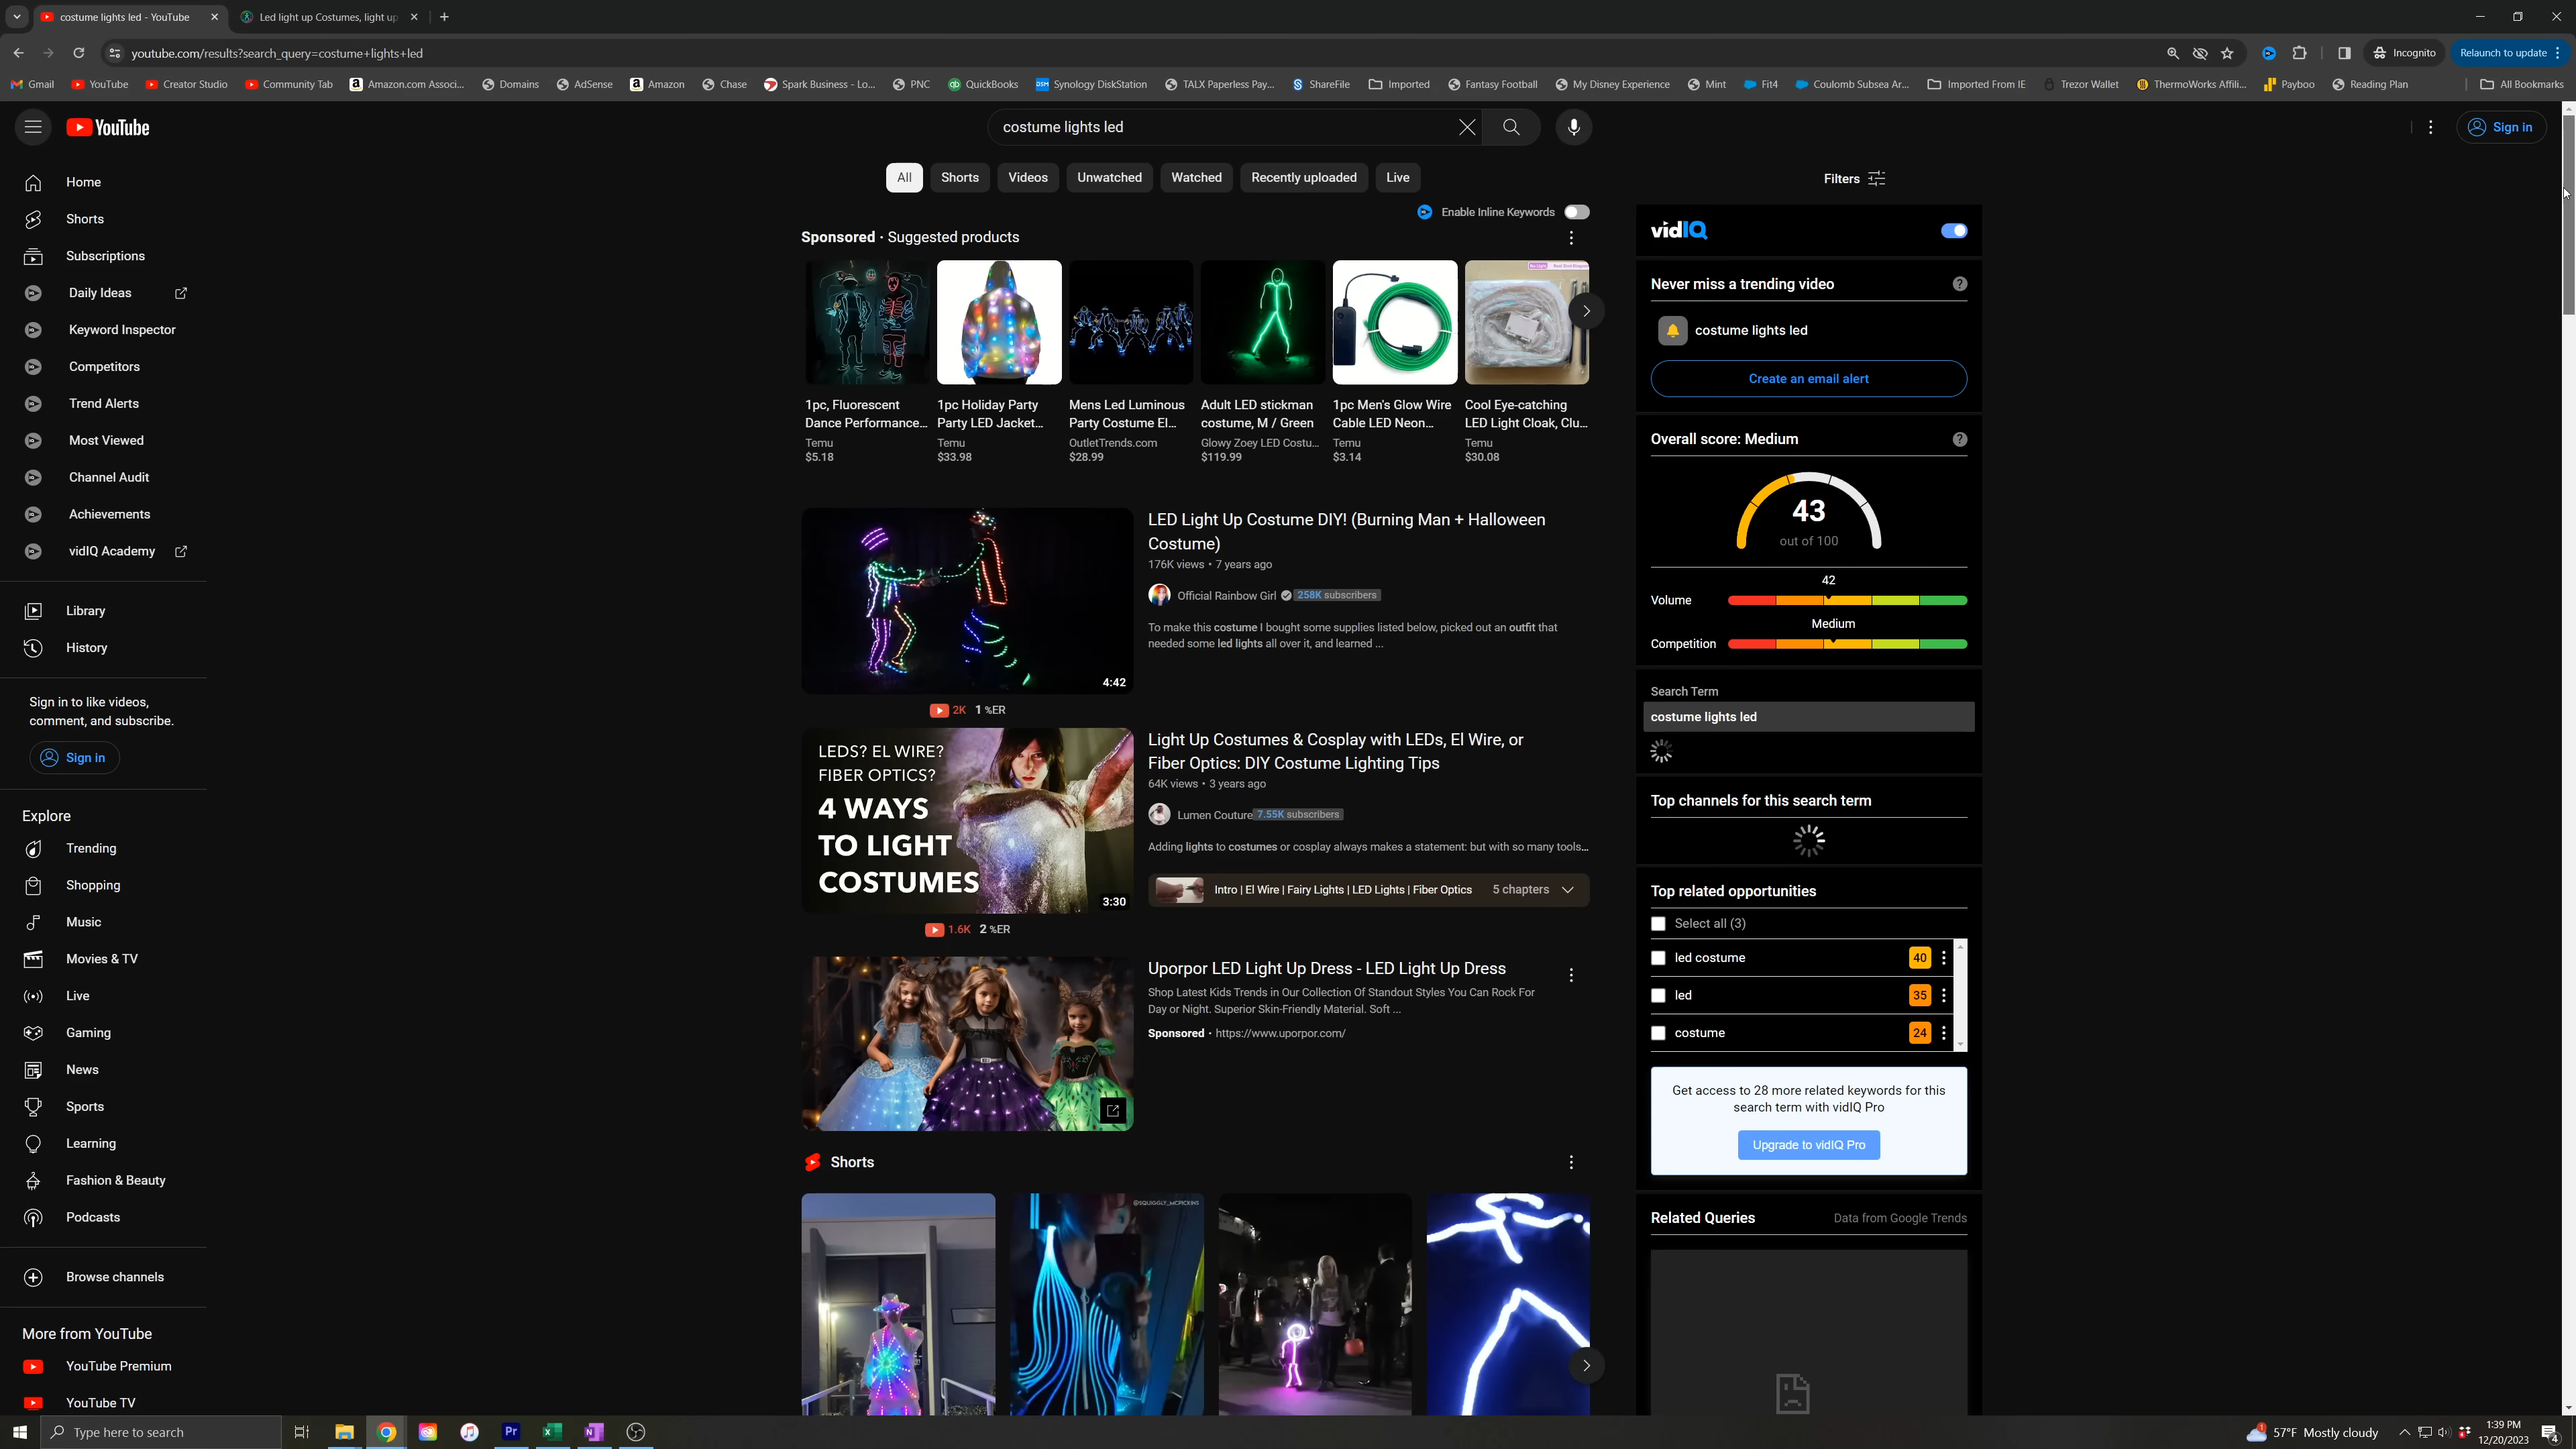 costume lights led - YouTube
Led light up Costumes, light up
youtube.com/results?search_query=costume+lights+led
Incognito
Relaunch to update
Gmail
YouTube
Creator Studio
Community Tab
Amazon.com Associ...
Domains
AdSense
Amazon
Chase
Spark Business - Lo...
PNC
QuickBooks
Synology DiskStation
TALX Paperless Pay...
ShareFile
Imported
Fantasy Football
My Disney Experience
Mint
Fit4
Coulomb Subsea Ar...
Imported From IE
Trezor Wallet
ThermoWorks Affili...
Payboo
Reading Plan
All Bookmarks
YouTube
costume lights led
Sign in
All
Shorts
Videos
Unwatched
Watched
Recently uploaded
Live
Filters
Home
Shorts
Subscriptions
Daily Ideas
Keyword Inspector
Competitors
Trend Alerts
Most Viewed
Channel Audit
Achievements
vidIQ Academy
Library
History
Sign in to like videos,
comment, and subscribe.
Sign in
Explore
Trending
Shopping
Music
Movies & TV
Live
Gaming
News
Sports
Learning
Fashion & Beauty
Podcasts
Browse channels
More from YouTube
YouTube Premium
YouTube TV
Enable Inline Keywords
Sponsored · Suggested products
1pc, Fluorescent
Dance Performance...
Temu
$5.18
1pc Holiday Party
Party LED Jacket...
Temu
$33.98
Mens Led Luminous
Party Costume El...
OutletTrends.com
$28.99
Adult LED stickman
costume, M / Green
Glowy Zoey LED Costu...
$119.99
1pc Men's Glow Wire
Cable LED Neon...
Temu
$3.14
Cool Eye-catching
LED Light Cloak, Clu...
Temu
$30.08
4:42
LED Light Up Costume DIY! (Burning Man + Halloween
Costume)
176K views • 7 years ago
Official Rainbow Girl 258K subscribers
To make this costume I bought some supplies listed below, picked out an outfit that
needed some led lights all over it, and learned ...
2K 1 %ER
LEDS? EL WIRE?
FIBER OPTICS?
4 WAYS
TO LIGHT
COSTUMES
3:30
Light Up Costumes & Cosplay with LEDs, El Wire, or
Fiber Optics: DIY Costume Lighting Tips
64K views • 3 years ago
Lumen Couture 7.55K subscribers
Adding lights to costumes or cosplay always makes a statement: but with so many tools...
Intro | El Wire | Fairy Lights | LED Lights | Fiber Optics 5 chapters
1.6K 2 %ER
Uporpor LED Light Up Dress - LED Light Up Dress
Shop Latest Kids Trends in Our Collection Of Standout Styles You Can Rock For
Day or Night. Superior Skin-Friendly Material. Soft ...
Sponsored · https://www.uporpor.com/
Shorts
@SQUIGGLY_MCPICKINS
vidIQ
Never miss a trending video
costume lights led
Create an email alert
Overall score: Medium
43
out of 100
42
Volume
Medium
Competition
Search Term
costume lights led
Top channels for this search term
Top related opportunities
Select all (3)
led costume 40
led 35
costume 24
Get access to 28 more related keywords for this
search term with vidIQ Pro
Upgrade to vidIQ Pro
Related Queries Data from Google Trends
Type here to search
Pr
57°F Mostly cloudy
1:39 PM
12/20/2023
4